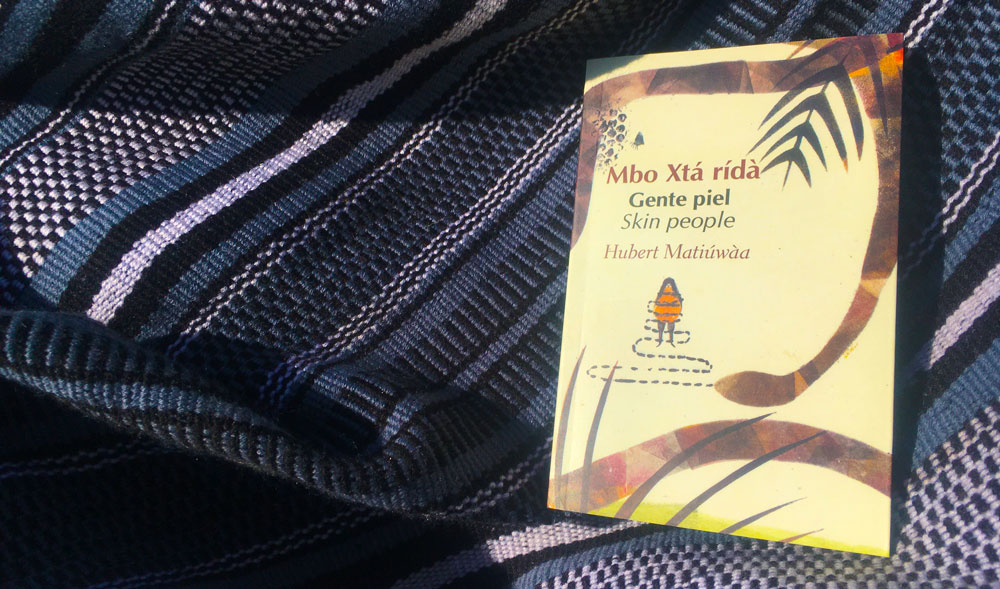 Mbo Xtá rídà
Gente piel
Skin people
Hubert Matiúwàa